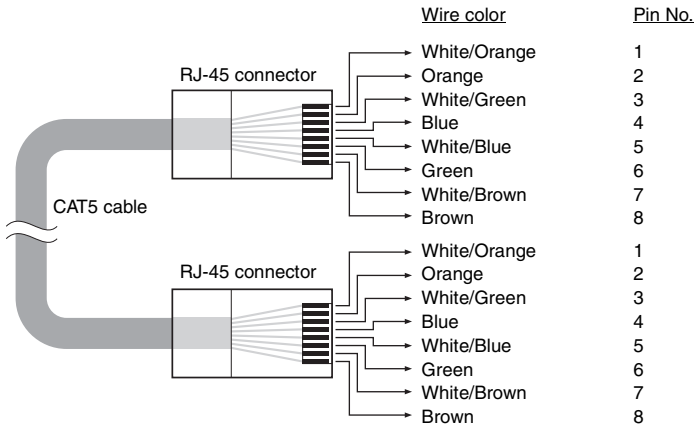 Wire color Pin No.
White/Orange 1
RJ-45 connector Orange 2
White/Green 3
Blue 4
White/Blue 5
Green 6
White/Brown 7
CAT5 cable
Brown 8
White/Orange 1
RJ-45 connector Orange 2
White/Green 3
Blue 4
White/Blue 5
Green 6
White/Brown 7
Brown 8